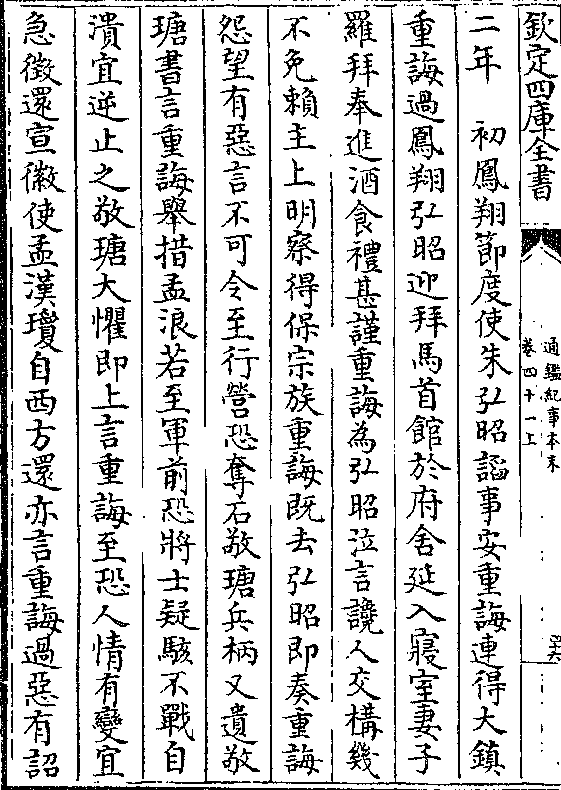 欽定四庫全書
通鑑紀事本末
卷四十一上
二年　初鳳翔節度使朱弘昭諂事安重誨連得大鎮
重誨過鳳翔弘昭迎拜馬首館於府舍延入寢室妻子
羅拜奉進酒食禮甚謹重誨為弘昭泣言讒人交構幾
不免賴主上明察得保宗族重誨既去弘昭即奏重誨
怨望有惡言不可令至行營恐奪石敬瑭兵柄又遺敬
瑭書言重誨舉措孟浪若至軍前恐將士疑駭不戰自
潰宜逆止之敬瑭大懼即上言重誨至恐人情有變宜
急徵還宣徽使孟漢瓊自西方還亦言重誨過惡有詔